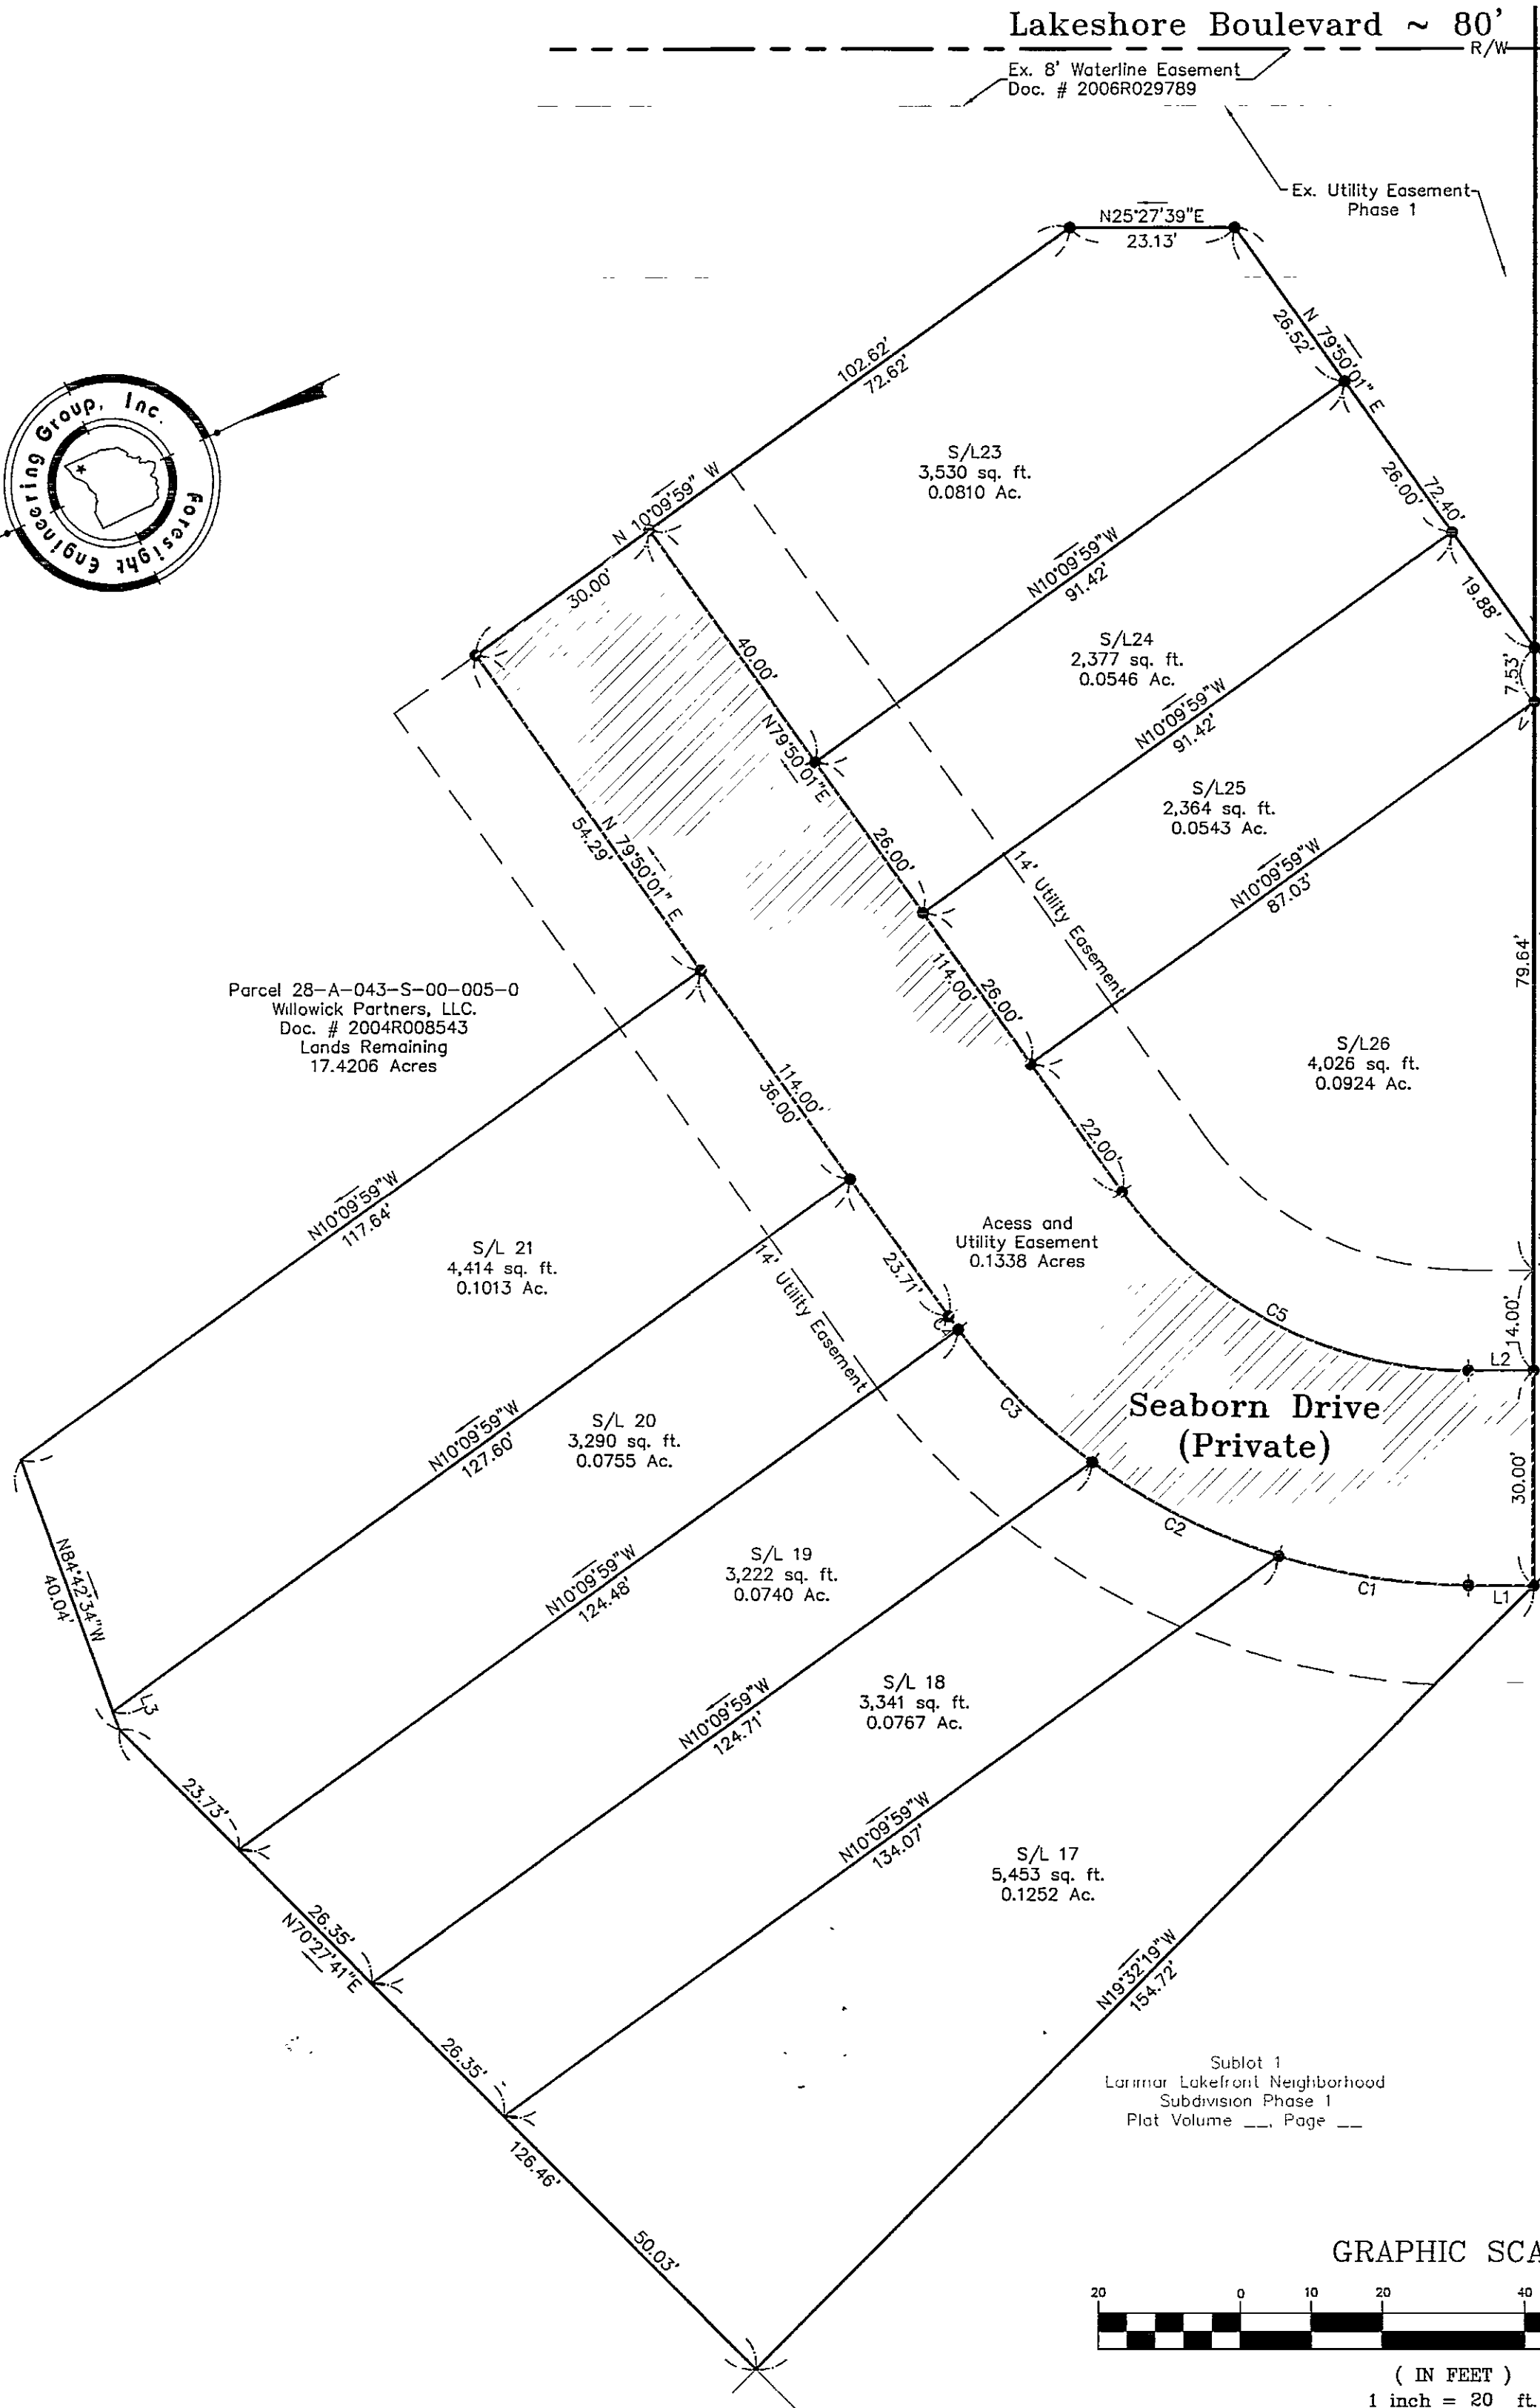 Lakeshore Boulevard ~ 80'
R/W
Ex. 8' Waterline Easement
Doc. # 2006R029789
Ex. Utility Easement
Phase 1
N25°27'39"E
23.13'
N 79°50'01" E
26.52'
102.62'
72.62'
Foresight Engineering Group, Inc.
S/L23
3,530 sq. ft.
0.0810 Ac.
N 10°09'59" W
30.00'
72.40'
26.00'
19.88'
7.53'
N10°09'59"W
91.42'
40.00'
N79°50'01"E
S/L24
2,377 sq. ft.
0.0546 Ac.
N10°09'59"W
91.42'
S/L25
2,364 sq. ft.
0.0543 Ac.
N 79°50'01" E
54.29'
26.00'
14' Utility Easement
N10°09'59"W
87.03'
79.64'
114.00'
26.00'
Parcel 28-A-043-S-00-005-0
Willowick Partners, LLC.
Doc. # 2004R008543
Lands Remaining
17.4206 Acres
S/L26
4,026 sq. ft.
0.0924 Ac.
114.00'
36.00'
22.00'
N10°09'59"W
117.64'
Acess and
Utility Easement
0.1338 Acres
S/L 21
4,414 sq. ft.
0.1013 Ac.
23.71'
14' Utility Easement
C5
14.00'
L2
C4
C3
Seaborn Drive
(Private)
30.00'
N10°09'59"W
127.60'
S/L 20
3,290 sq. ft.
0.0755 Ac.
C2
C1
L1
N84°42'34"W
40.04'
L3
N10°09'59"W
124.48'
S/L 19
3,222 sq. ft.
0.0740 Ac.
N10°09'59"W
124.71'
S/L 18
3,341 sq. ft.
0.0767 Ac.
23.73'
N10°09'59"W
134.07'
S/L 17
5,453 sq. ft.
0.1252 Ac.
26.35'
N70°27'41"E
N19°32'19"W
154.72'
26.35'
126.46'
50.03'
Sublot 1
Larimar Lakefront Neighborhood
Subdivision Phase 1
Plat Volume __, Page __
GRAPHIC SCA
20 0 10 20 40
( IN FEET )
1 inch = 20 ft.